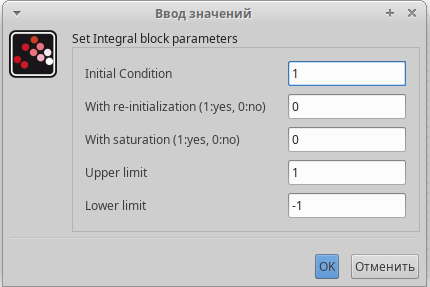 Ввод значений
Set Integral block parameters
Initial Condition 1
With re-initialization (1:yes, 0:no) 0
With saturation (1:yes, 0:no) 0
Upper limit 1
Lower limit -1
OK Отменить